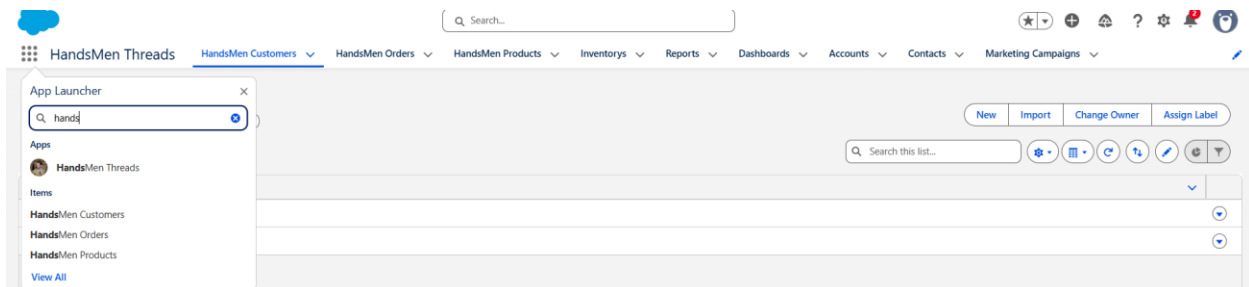 Search...
2
HandsMen Threads HandsMen Customers HandsMen Orders HandsMen Products Inventorys Reports Dashboards Accounts Contacts Marketing Campaigns
App Launcher
hands
New Import Change Owner Assign Label
Apps
Search this list...
HandsMen Threads
Items
HandsMen Customers
HandsMen Orders
HandsMen Products
View All